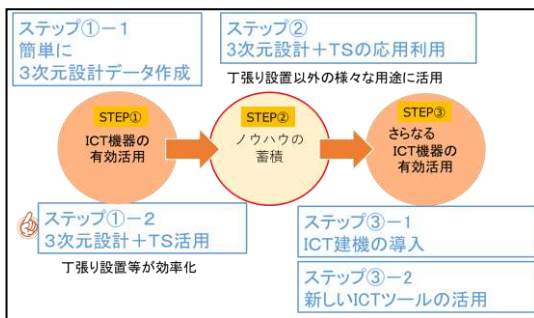 ステップ①－1
簡単に
3次元設計データ作成
ステップ②
3次元設計＋TSの応用利用
丁張り設置以外の様々な用途に活用
STEP①
ICT機器の
有効活用
STEP②
ノウハウの
蓄積
STEP③
さらなる
ICT機器の
有効活用
ステップ①－2
3次元設計＋TS活用
丁張り設置等が効率化
ステップ③－1
ICT建機の導入
ステップ③－2
新しいICTツールの活用